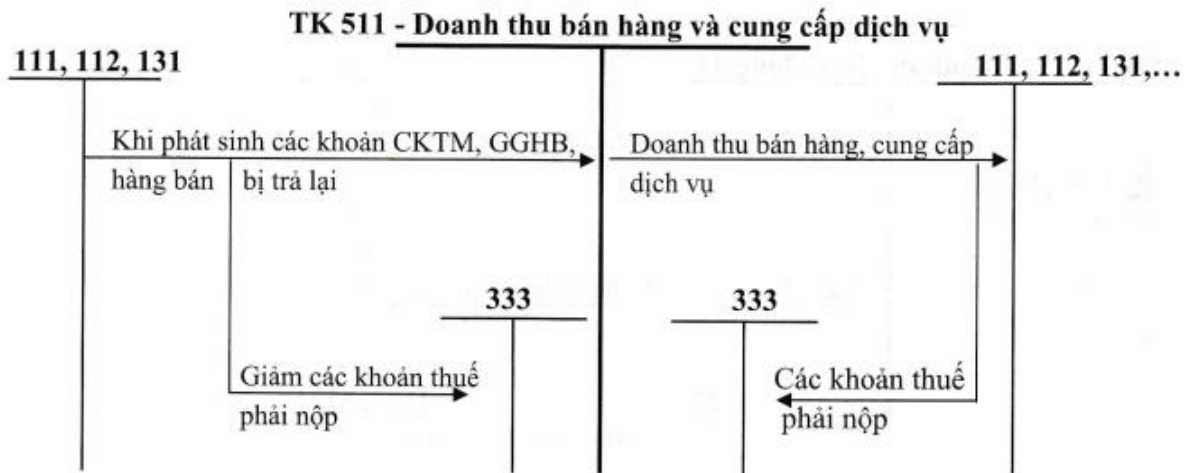 TK 511 - Doanh thu bán hàng và cung cấp dịch vụ
111, 112, 131
111, 112, 131,...
Khi phát sinh các khoản CKTM, GGHB,
hàng bán bị trả lại
Doanh thu bán hàng, cung cấp
dịch vụ
333
333
Giảm các khoản thuế
phải nộp
Các khoản thuế
phải nộp